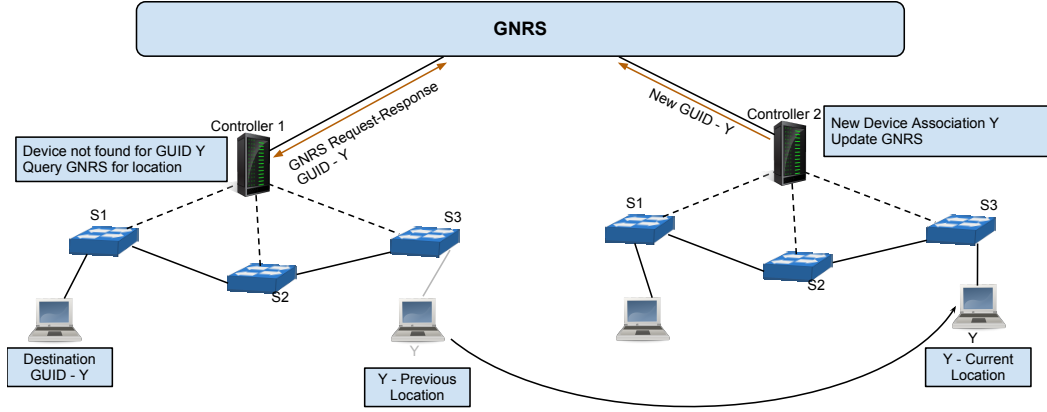 GNRS
Controller 1
GNRS Request-Response
GUID - Y
New GUID - Y
Controller 2
Device not found for GUID Y
Query GNRS for location
New Device Association Y
Update GNRS
S1
S3
S2
S1
S3
S2
Y
Y
Destination
GUID - Y
Y - Previous
Location
Y - Current
Location